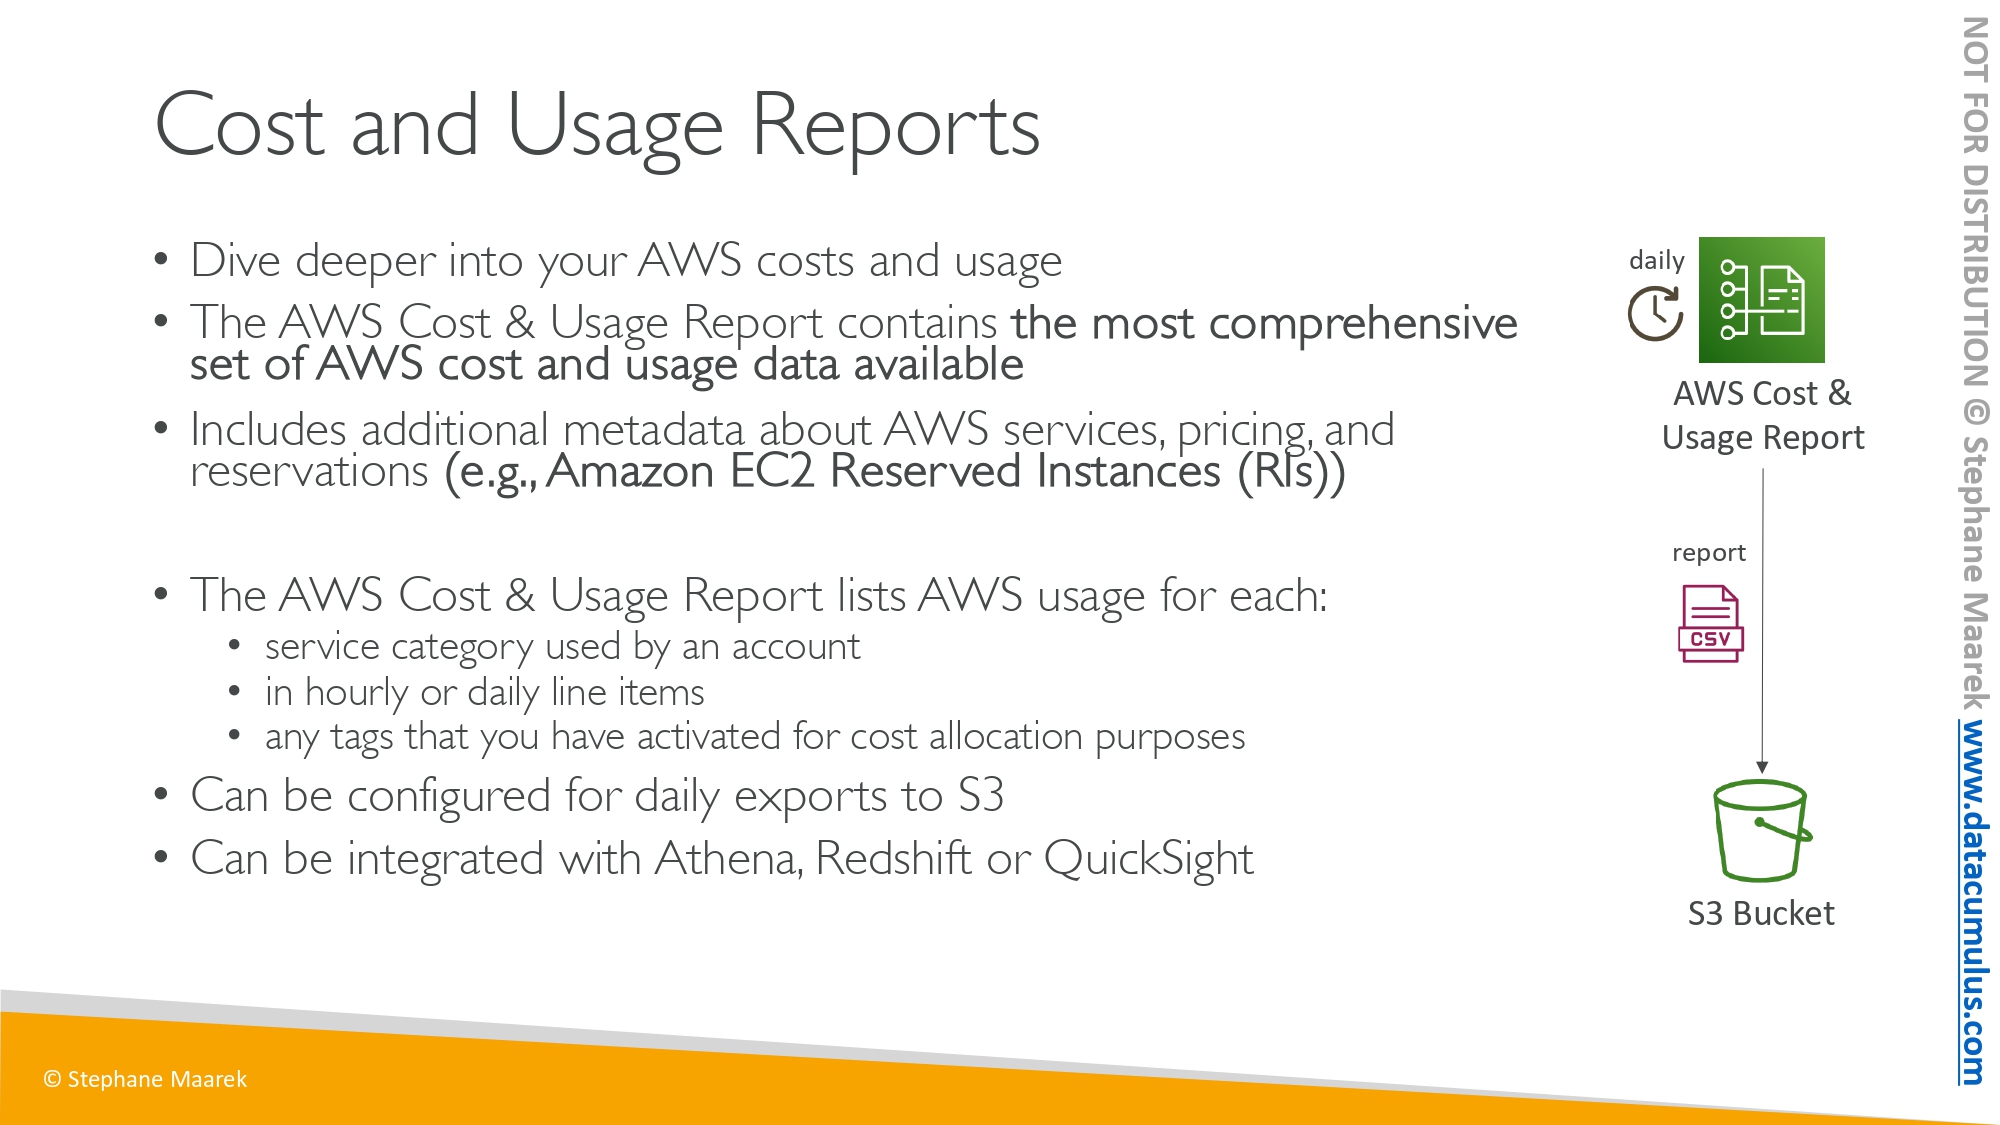 Cost and Usage Reports
• Dive deeper into your AWS costs and usage
• The AWS Cost & Usage Report contains the most comprehensive
set of AWS cost and usage data available
• Includes additional metadata about AWS services, pricing, and
reservations (e.g., Amazon EC2 Reserved Instances (RIs))
• The AWS Cost & Usage Report lists AWS usage for each:
• service category used by an account
• in hourly or daily line items
• any tags that you have activated for cost allocation purposes
• Can be configured for daily exports to S3
• Can be integrated with Athena, Redshift or QuickSight
daily
AWS Cost &
Usage Report
report
CSV
S3 Bucket
© Stephane Maarek
NOT FOR DISTRIBUTION © Stephane Maarek www.datacumulus.com